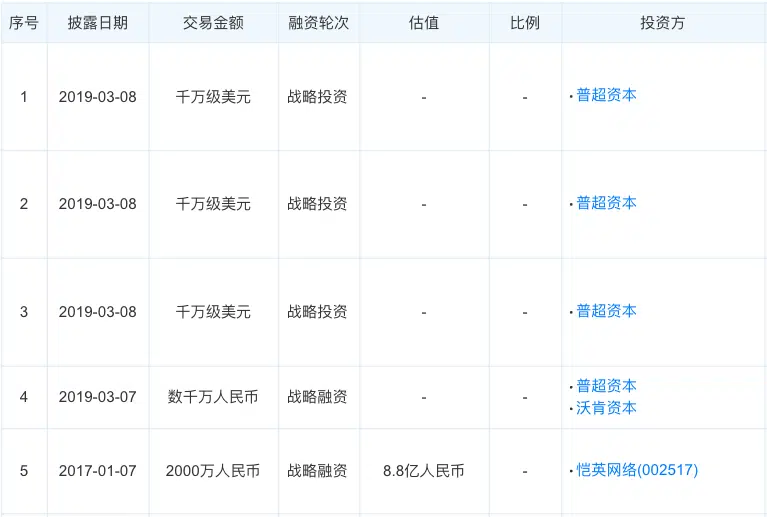 序号 披露日期 交易金额 融资轮次 估值 比例 投资方
1 2019-03-08 千万级美元 战略投资 - - •普超资本
2 2019-03-08 千万级美元 战略投资 - - •普超资本
3 2019-03-08 千万级美元 战略投资 - - •普超资本
4 2019-03-07 数千万人民币 战略融资 - - •普超资本
•沃肯资本
5 2017-01-07 2000万人民币 战略融资 8.8亿人民币 - •恺英网络(002517)